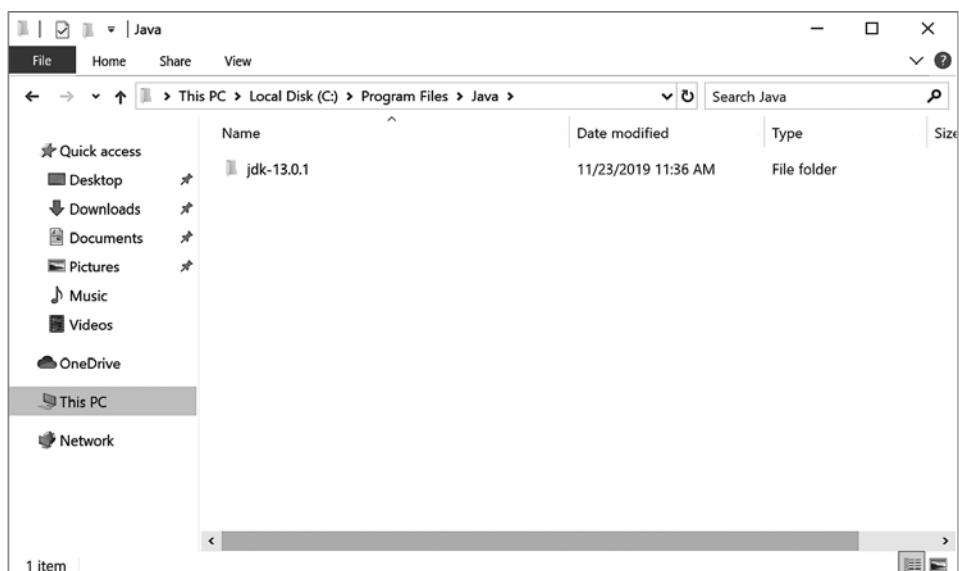 Java
File Home Share View
This PC > Local Disk (C:) > Program Files > Java >
Search Java
Name Date modified Type Size
Quick access
jdk-13.0.1 11/23/2019 11:36 AM File folder
Desktop
Downloads
Documents
Pictures
Music
Videos
OneDrive
This PC
Network
1 item